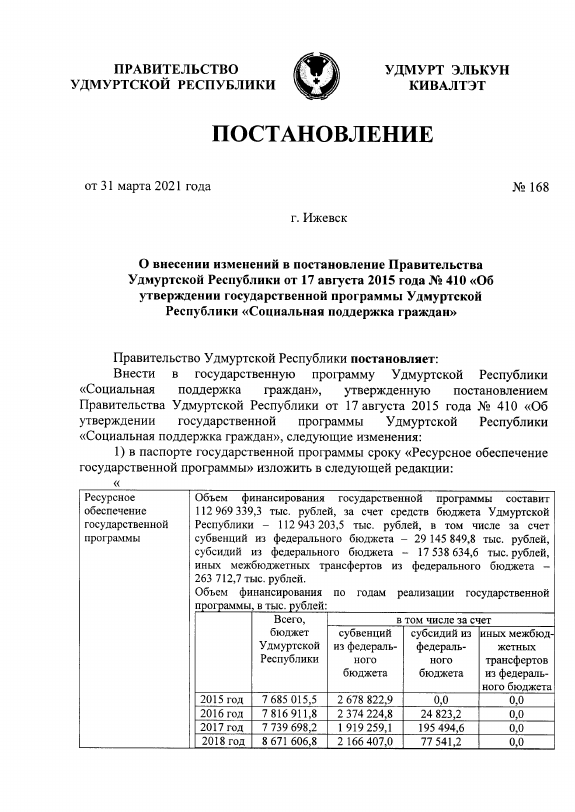 ПРАВИТЕЛЬСТВО
УДМУРТСКОЙ РЕСПУБЛИКИ
УДМУРТ ЭЛЬКУН
КИВАЛТЭТ
ПОСТАНОВЛЕНИЕ
от 31 марта 2021 года
№ 168
г. Ижевск
О внесении изменений в постановление Правительства
Удмуртской Республики от 17 августа 2015 года № 410 «Об
утверждении государственной программы Удмуртской
Республики «Социальная поддержка граждан»
Правительство Удмуртской Республики постановляет:
Внести в государственную программу Удмуртской Республики
«Социальная поддержка граждан», утвержденную постановлением
Правительства Удмуртской Республики от 17 августа 2015 года № 410 «Об
утверждении государственной программы Удмуртской Республики
«Социальная поддержка граждан», следующие изменения:
1) в паспорте государственной программы сроку «Ресурсное обеспечение
государственной программы» изложить в следующей редакции:
«
Ресурсное
обеспечение
государственной
программы
Объем финансирования государственной программы составит
112 969 339,3 тыс. рублей, за счет средств бюджета Удмуртской
Республики – 112 943 203,5 тыс. рублей, в том числе за счет
субвенций из федерального бюджета – 29 145 849,8 тыс. рублей,
субсидий из федерального бюджета – 17 538 634,6 тыс. рублей,
иных межбюджетных трансфертов из федерального бюджета –
263 712,7 тыс. рублей.
Объем финансирования по годам реализации государственной
программы, в тыс. рублей:
Всего,
бюджет
Удмуртской
Республики
в том числе за счет
субвенций
из федераль-
ного
бюджета
субсидий из
федераль-
ного
бюджета
иных межбюд-
жетных
трансфертов
из федераль-
ного бюджета
2015 год 7 685 015,5 2 678 822,9 0,0 0,0
2016 год 7 816 911,8 2 374 224,8 24 823,2 0,0
2017 год 7 739 698,2 1 919 259,1 195 494,6 0,0
2018 год 8 671 606,8 2 166 407,0 77 541,2 0,0